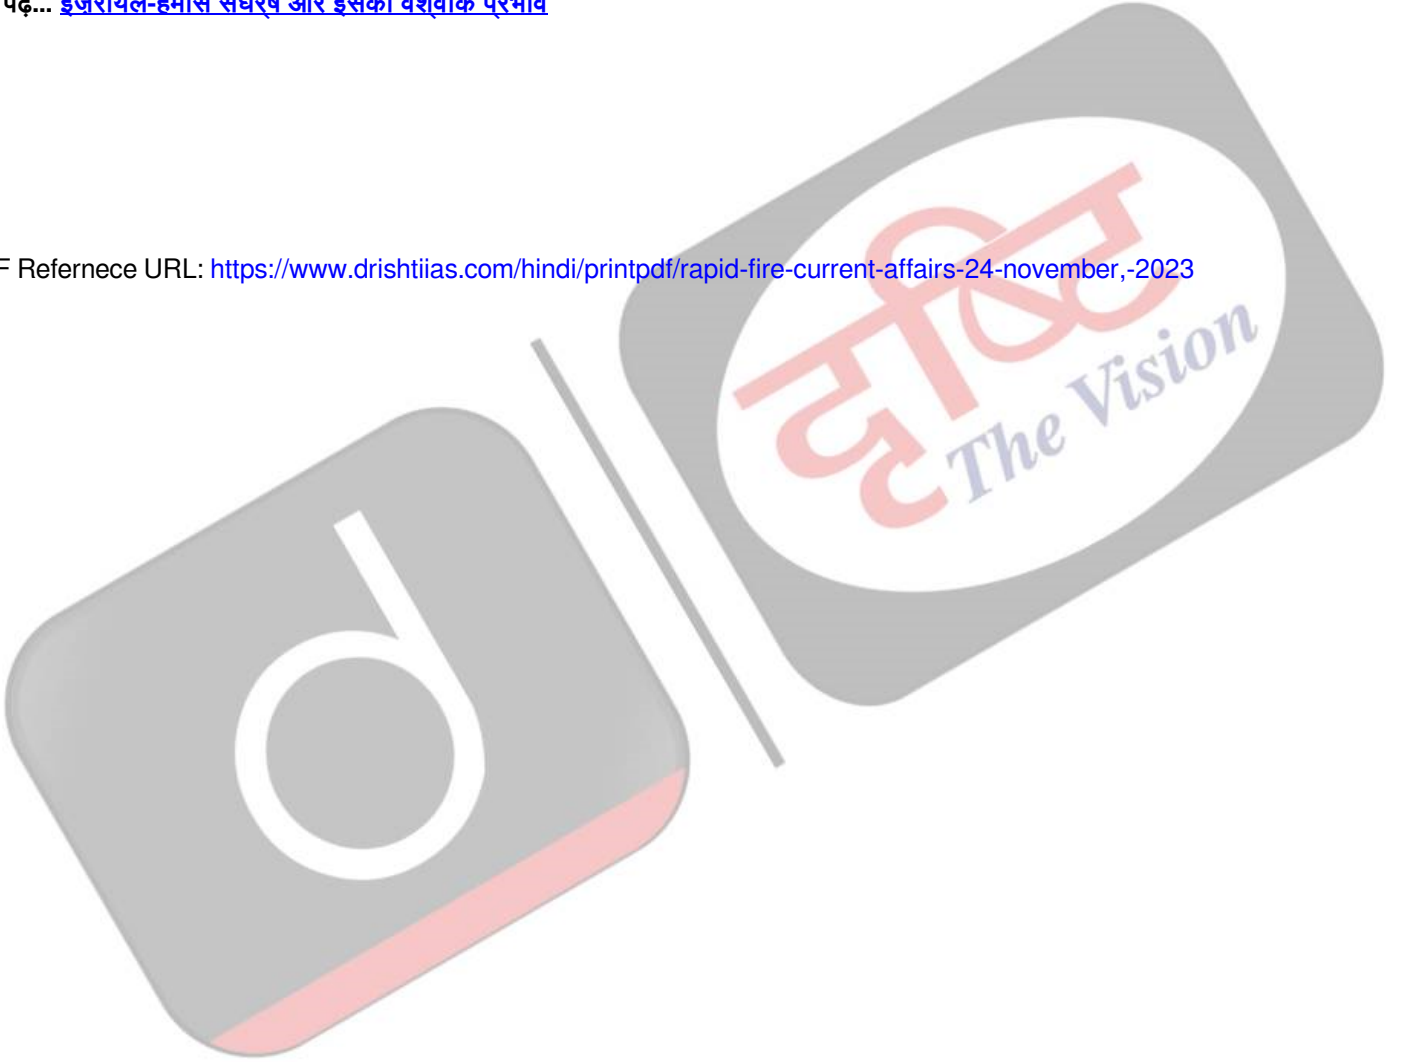 पढ़... इज़रायल-हमास संघर्ष और इसका वैश्विक प्रभाव
F Refernece URL: https://www.drishtiias.com/hindi/printpdf/rapid-fire-current-affairs-24-november,-2023
दृष्टि
The Vision
d